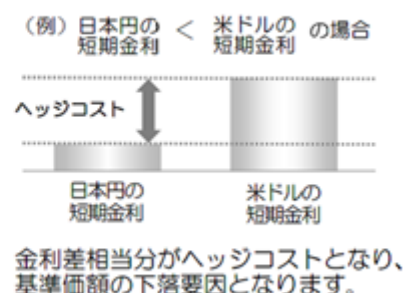 （例） 日本円の短期金利 ＜ 米ドルの短期金利 の場合
ヘッジコスト
日本円の
短期金利
米ドルの
短期金利
金利差相当分がヘッジコストとなり、
基準価額の下落要因となります。